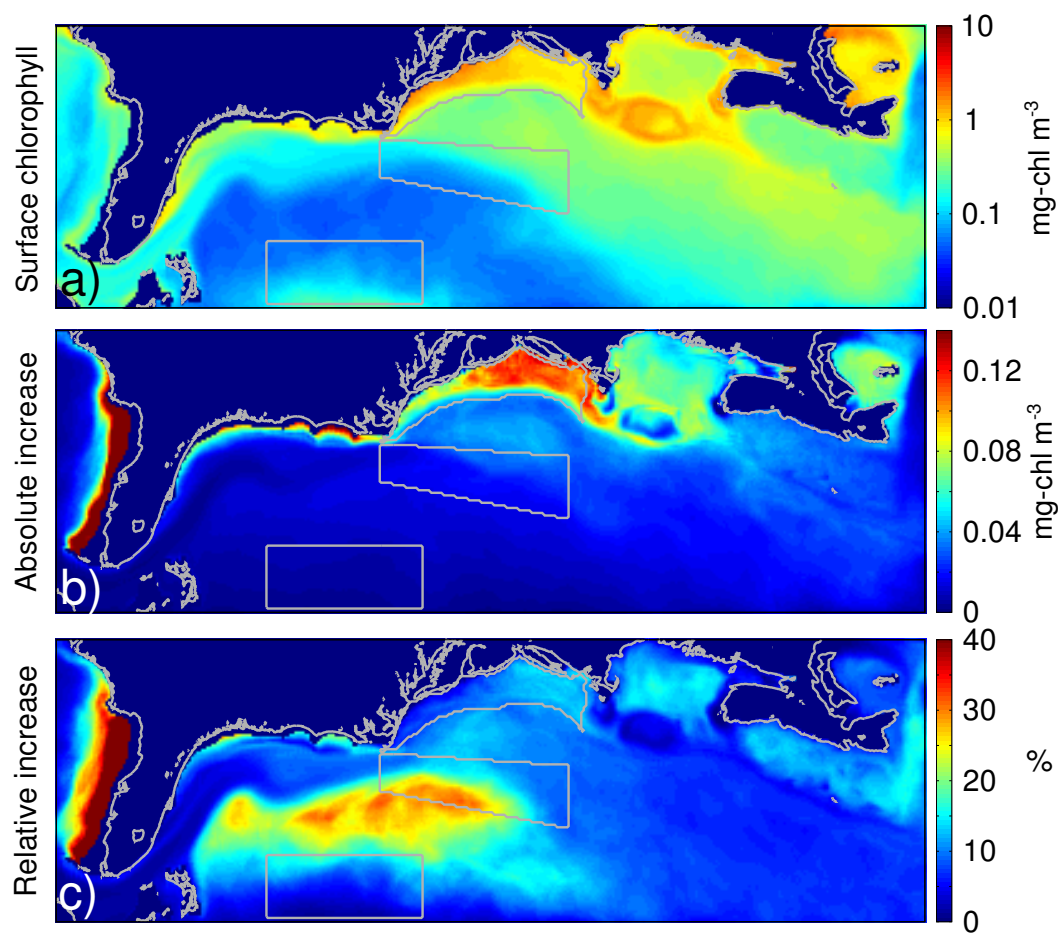 Surface chlorophyll
a)
10
1
0.1
0.01
mg-chl m⁻³
Absolute increase
b)
0.12
0.08
0.04
0
mg-chl m⁻³
Relative increase
c)
40
30
20
10
0
%